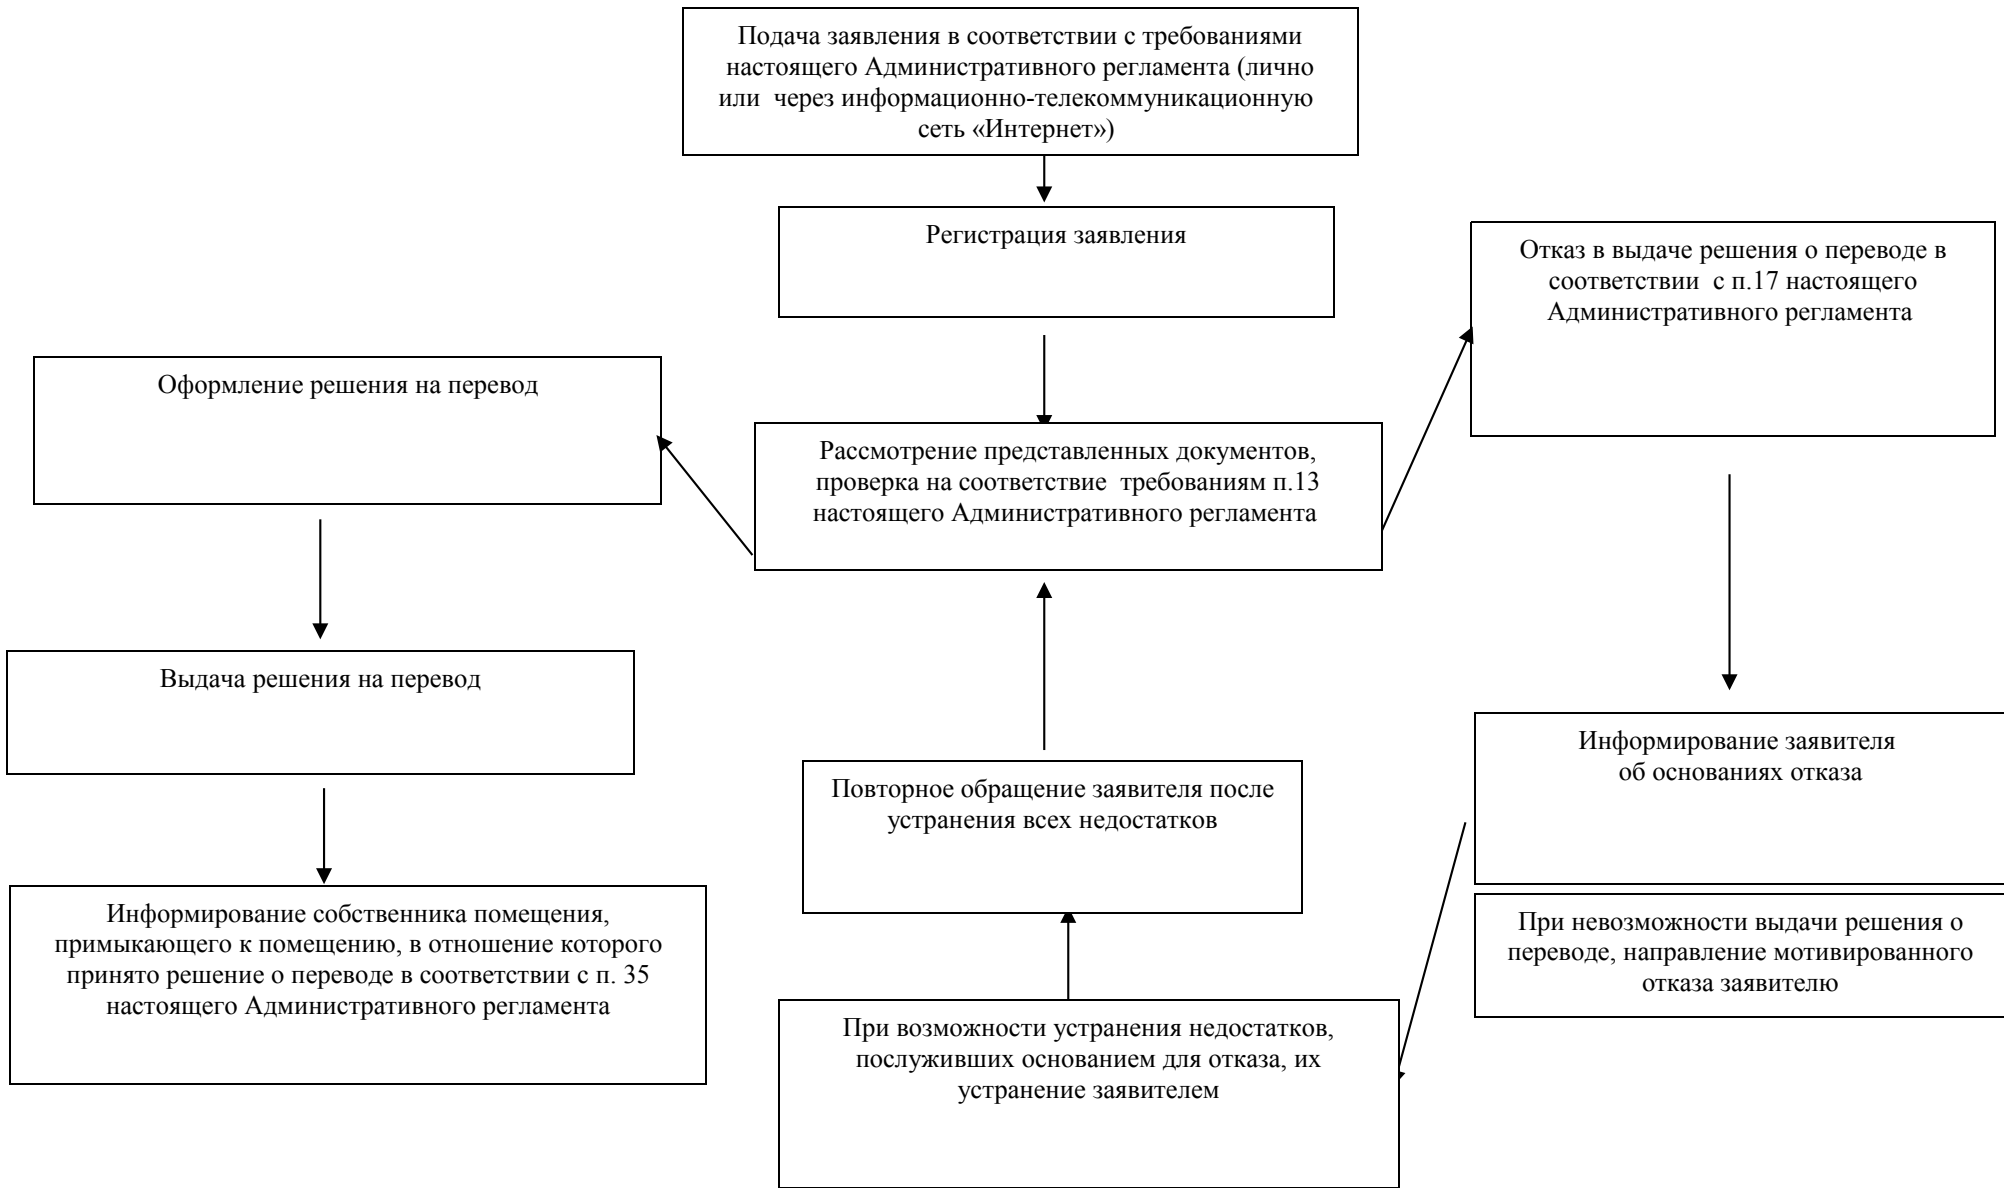 Подача заявления в соответствии с требованиями
настоящего Административного регламента (лично
или через информационно-телекоммуникационную
сеть «Интернет»)
Регистрация заявления
Отказ в выдаче решения о переводе в
соответствии с п.17 настоящего
Административного регламента
Оформление решения на перевод
Рассмотрение представленных документов,
проверка на соответствие требованиям п.13
настоящего Административного регламента
Выдача решения на перевод
Информирование заявителя
об основаниях отказа
Повторное обращение заявителя после
устранения всех недостатков
Информирование собственника помещения,
примыкающего к помещению, в отношение которого
принято решение о переводе в соответствии с п. 35
настоящего Административного регламента
При невозможности выдачи решения о
переводе, направление мотивированного
отказа заявителю
При возможности устранения недостатков,
послуживших основанием для отказа, их
устранение заявителем